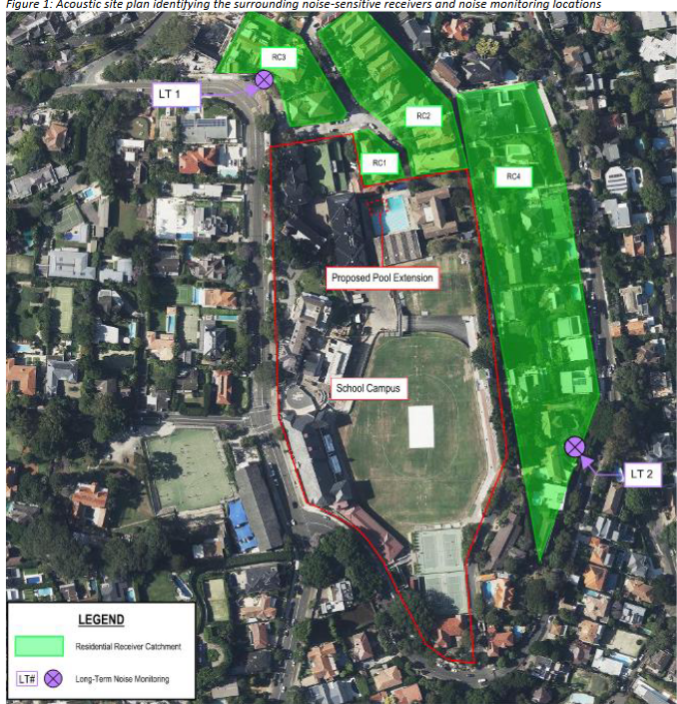 Figure 1: Acoustic site plan identifying the surrounding noise-sensitive receivers and noise monitoring locations
RC3
LT 1
RC2
RC1
RC4
Proposed Pool Extension
School Campus
LT 2
LEGEND
Residential Receiver Catchment
LT#
Long-Term Noise Monitoring